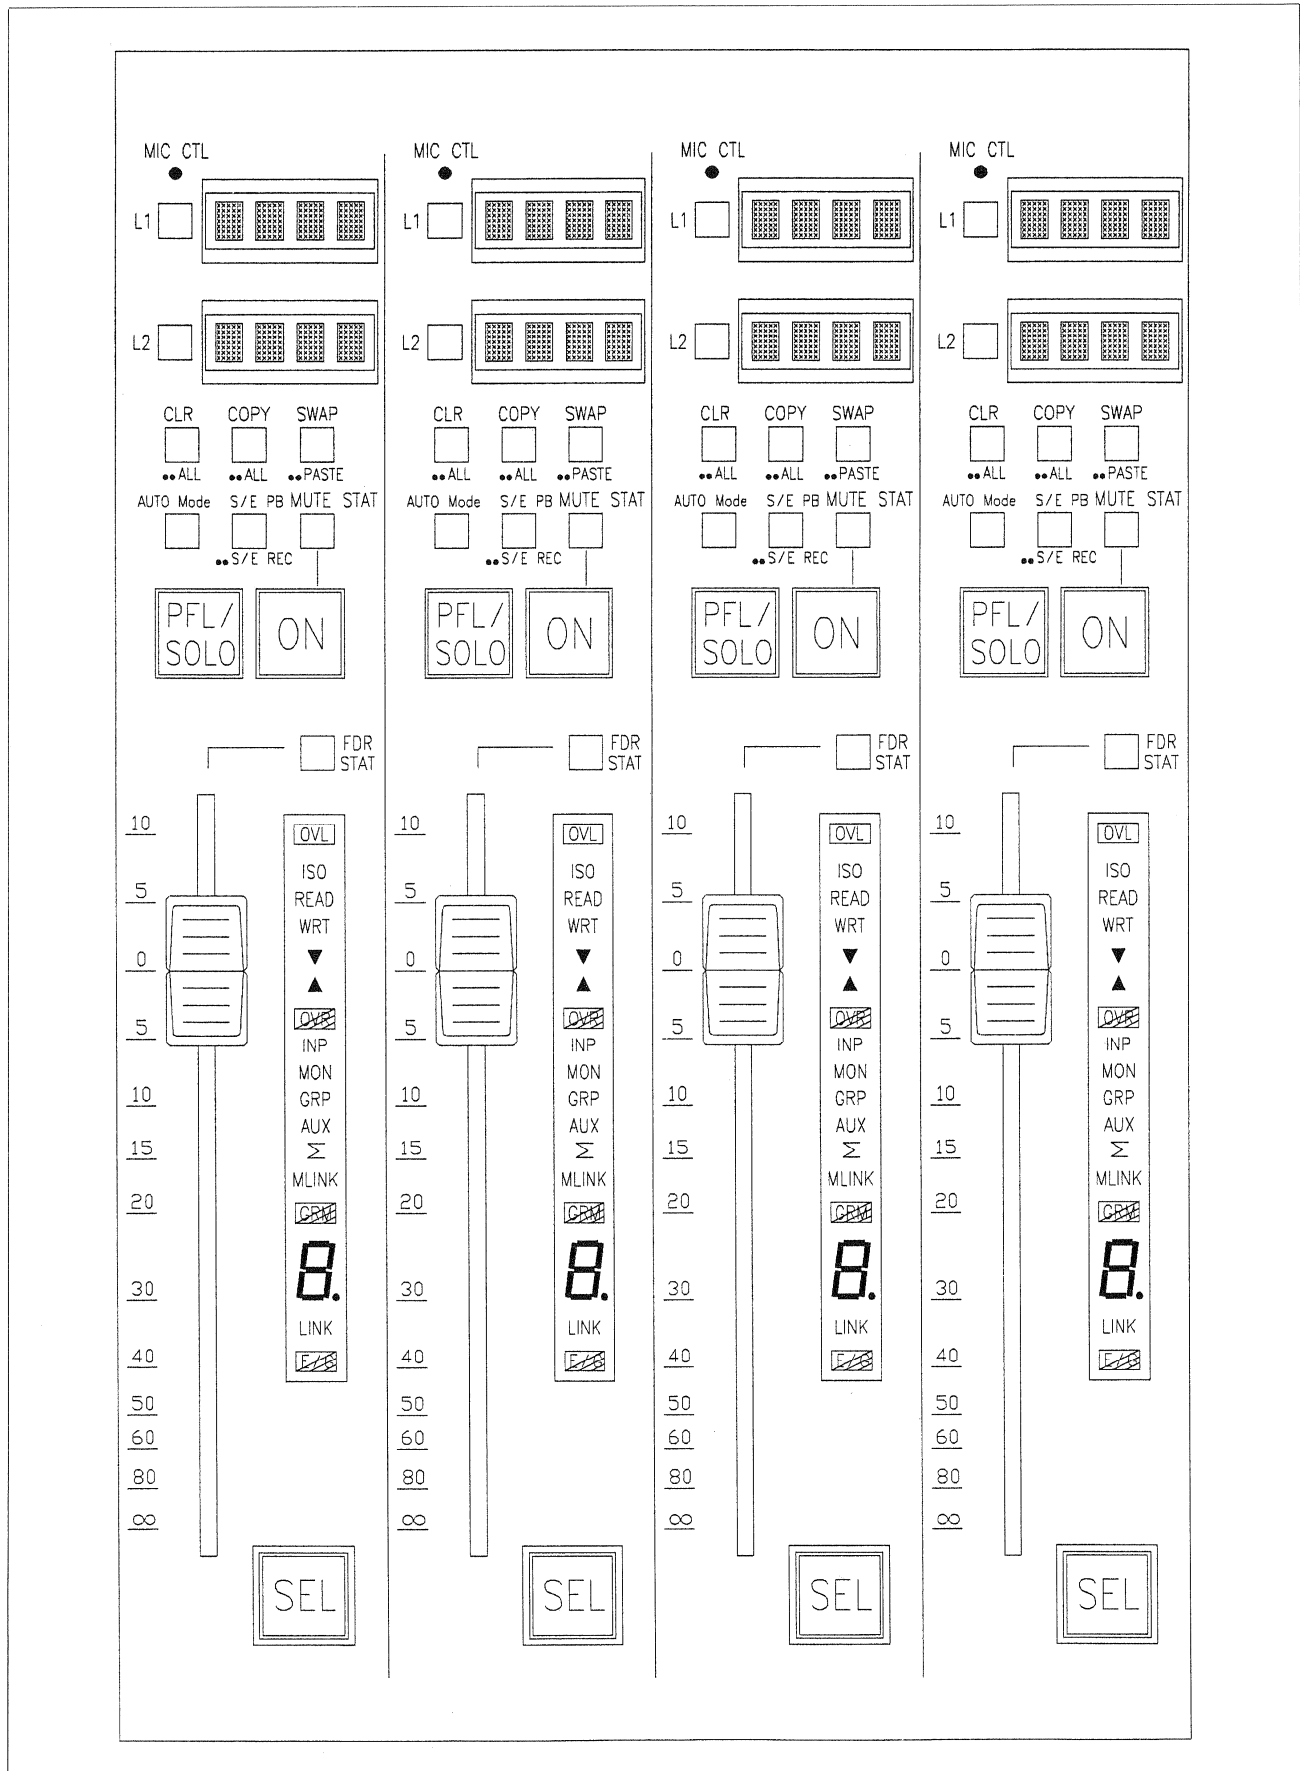 MIC CTL MIC CTL MIC CTL MIC CTL
L1 L1 L1 L1
L2 L2 L2 L2
CLR COPY SWAP CLR COPY SWAP CLR COPY SWAP CLR COPY SWAP
••ALL ••ALL ••PASTE ••ALL ••ALL ••PASTE ••ALL ••ALL ••PASTE ••ALL ••ALL ••PASTE
AUTO Mode S/E PB MUTE STAT AUTO Mode S/E PB MUTE STAT AUTO Mode S/E PB MUTE STAT AUTO Mode S/E PB MUTE STAT
••S/E REC ••S/E REC ••S/E REC ••S/E REC
PFL/ PFL/ PFL/ PFL/
ON ON ON ON
SOLO SOLO SOLO SOLO
FDR FDR FDR FDR
STAT STAT STAT STAT
10 OVL 10 OVL 10 OVL 10 OVL
ISO ISO ISO ISO
5 READ 5 READ 5 READ 5 READ
WRT WRT WRT WRT
0 ▼ 0 ▼ 0 ▼ 0 ▼
▲ ▲ ▲ ▲
5 OVR 5 OVR 5 OVR 5 OVR
INP INP INP INP
MON MON MON MON
10 GRP 10 GRP 10 GRP 10 GRP
AUX AUX AUX AUX
15 Σ 15 Σ 15 Σ 15 Σ
MLINK MLINK MLINK MLINK
20 GRM 20 GRM 20 GRM 20 GRM
30 8. 30 8. 30 8. 30 8.
LINK LINK LINK LINK
40 40 40 40
50 50 50 50
60 60 60 60
80 80 80 80
∞ ∞ ∞ ∞
SEL SEL SEL SEL